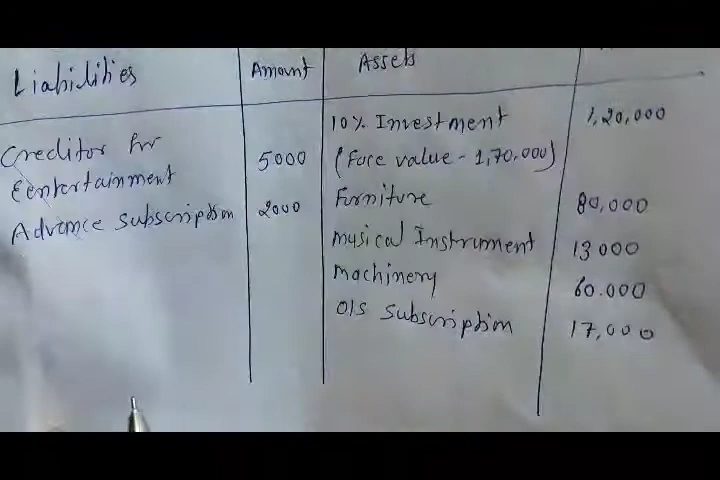 Liabilities Amount Assets
10% Investment 1,20,000
Creditor for 5000 (Face value - 1,70,000)
Eentertainment Furniture 80,000
Advance Subscription 2000
Musical Instrument 13000
Machinery 60.000
O/S Subscription 17,000